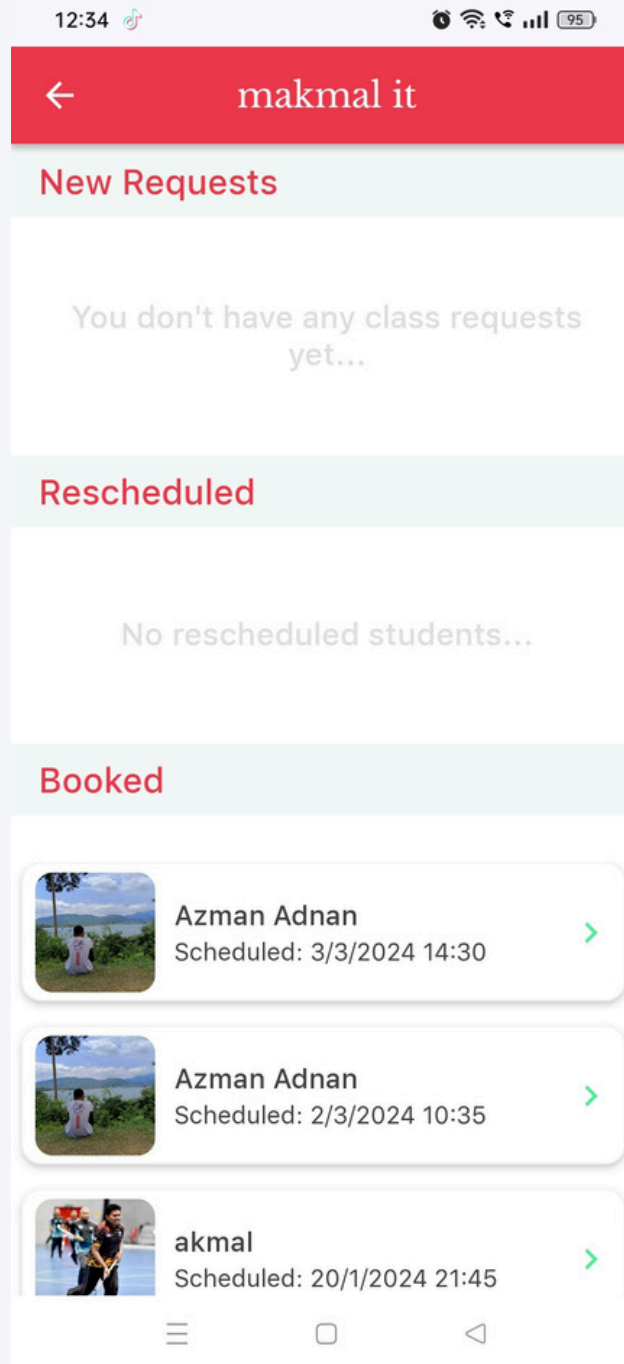 12:34
95
makmal it
New Requests
You don't have any class requests
yet...
Rescheduled
No rescheduled students...
Booked
Azman Adnan
Scheduled: 3/3/2024 14:30
Azman Adnan
Scheduled: 2/3/2024 10:35
akmal
Scheduled: 20/1/2024 21:45